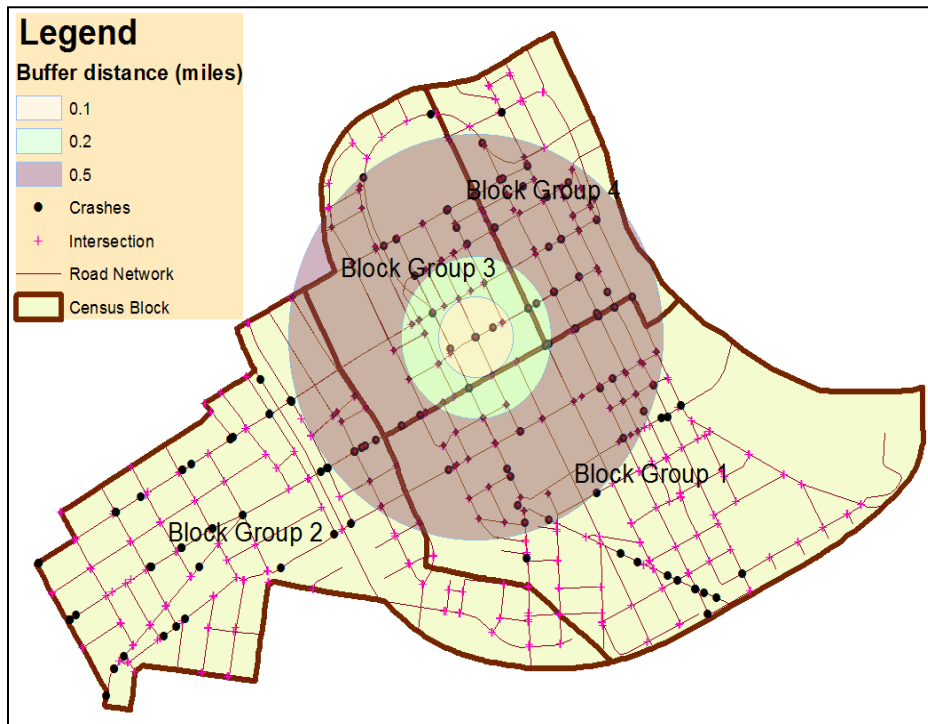 Legend
Buffer distance (miles)
0.1
0.2
0.5
Crashes
Intersection
Road Network
Census Block
Block Group 4
Block Group 3
Block Group 1
Block Group 2